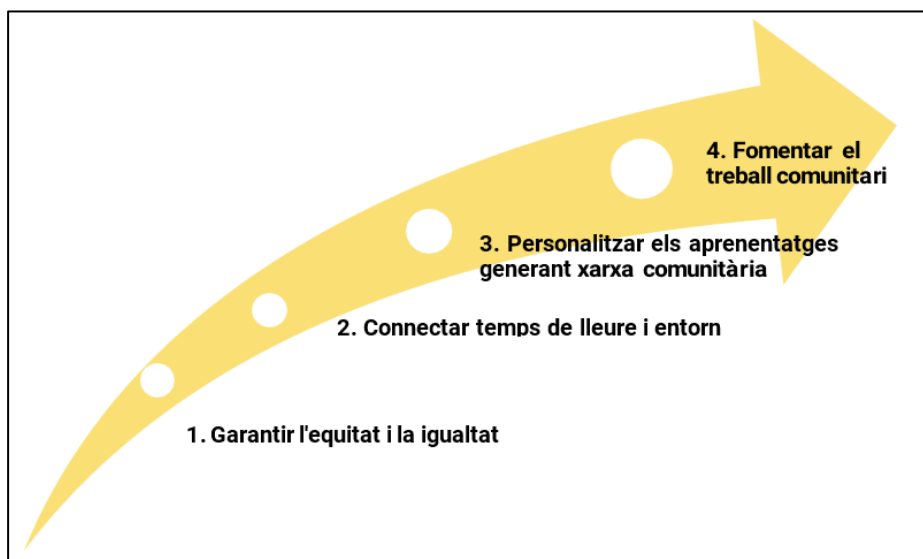 4. Fomentar el
treball comunitari
3. Personalitzar els aprenentatges
generant xarxa comunitària
2. Connectar temps de lleure i entorn
1. Garantir l'equitat i la igualtat